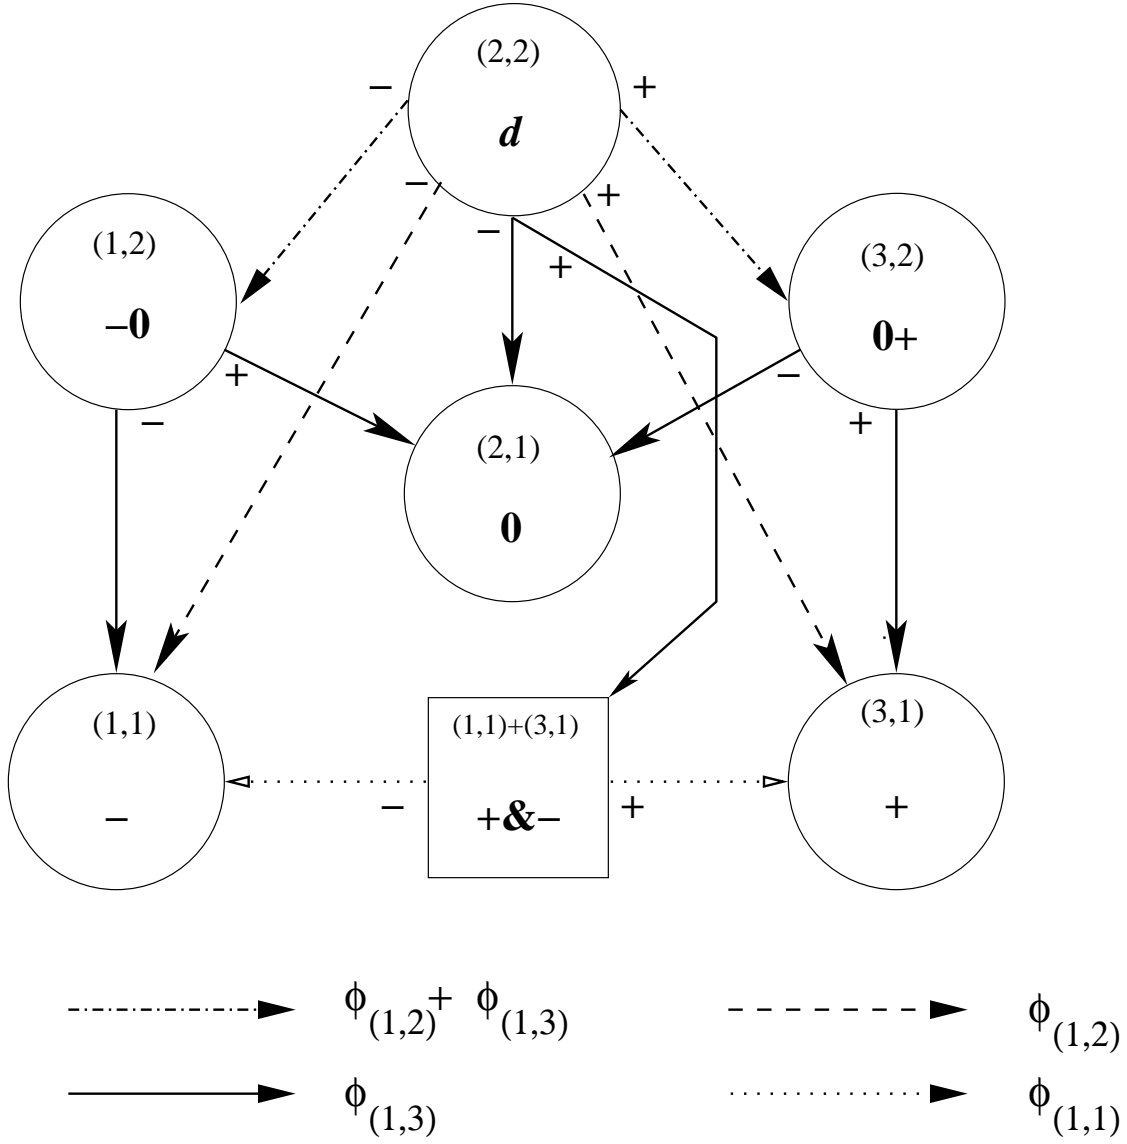 (2,2)
− +
d
− +
− +
(1,2) (3,2)
−0 0+
+ −
− +
(2,1)
0
(1,1) (1,1)+(3,1) (3,1)
− − +&− + +
ϕ(1,2)+ ϕ(1,3) ϕ(1,2)
ϕ(1,3) ϕ(1,1)